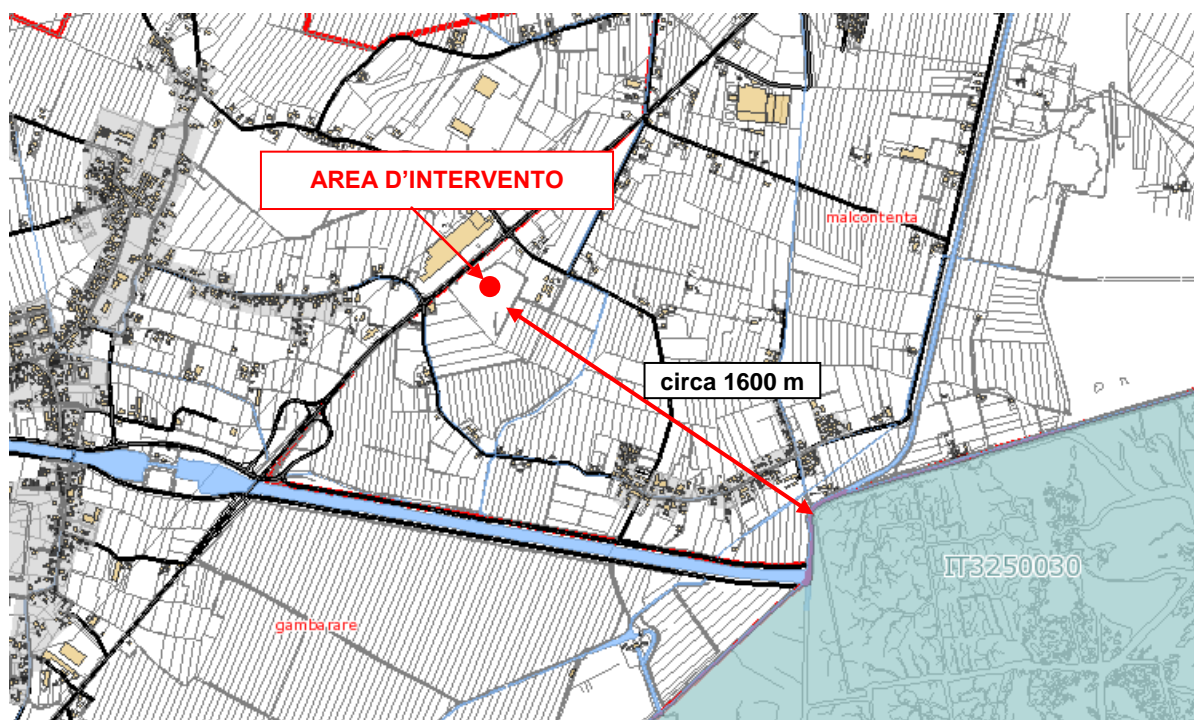 AREA D'INTERVENTO
malcontenta
circa 1600 m
IT3250030
gambarare